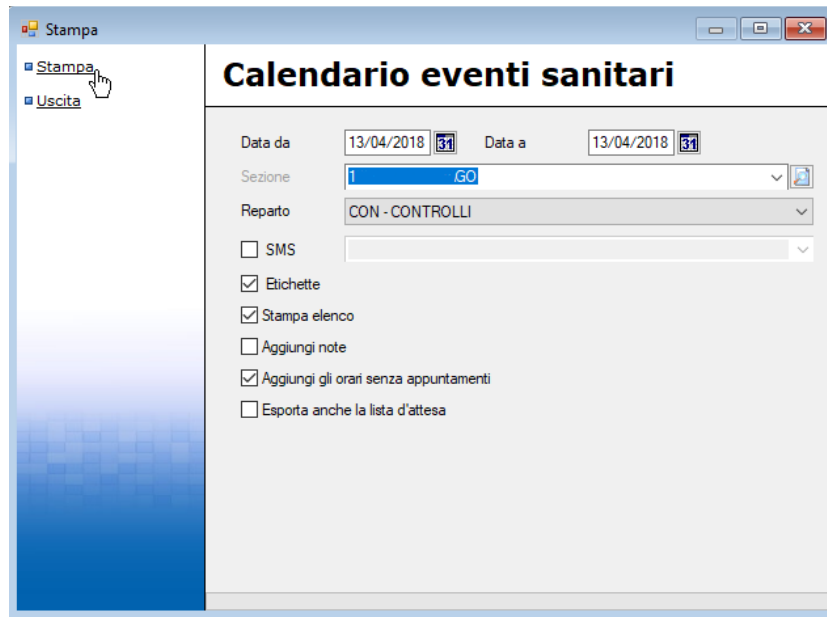 Stampa
Stampa
Uscita
Calendario eventi sanitari
Data da 13/04/2018 31 Data a 13/04/2018 31
Sezione 1 .GO
Reparto CON - CONTROLLI
SMS
Etichette
Stampa elenco
Aggiungi note
Aggiungi gli orari senza appuntamenti
Esporta anche la lista d'attesa